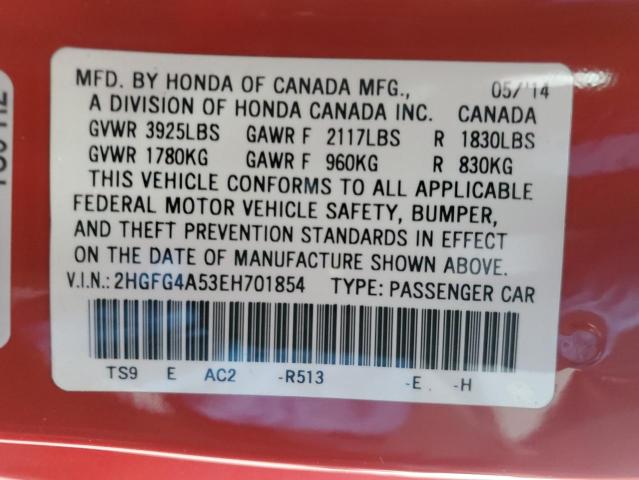 MFD. BY HONDA OF CANADA MFG., 05/'14
A DIVISION OF HONDA CANADA INC. CANADA
GVWR 3925LBS GAWR F 2117LBS R 1830LBS
GVWR 1780KG GAWR F 960KG R 830KG
THIS VEHICLE CONFORMS TO ALL APPLICABLE
FEDERAL MOTOR VEHICLE SAFETY, BUMPER,
AND THEFT PREVENTION STANDARDS IN EFFECT
ON THE DATE OF MANUFACTURE SHOWN ABOVE.
V.I.N.: 2HGFG4A53EH701854 TYPE: PASSENGER CAR
TS9 E AC2 -R513 -E -H